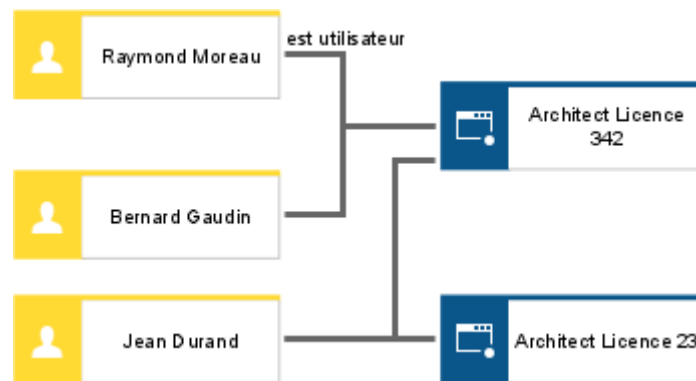 est utilisateur
Raymond Moreau
Architect Licence
342
Bernard Gaudin
Jean Durand
Architect Licence 23